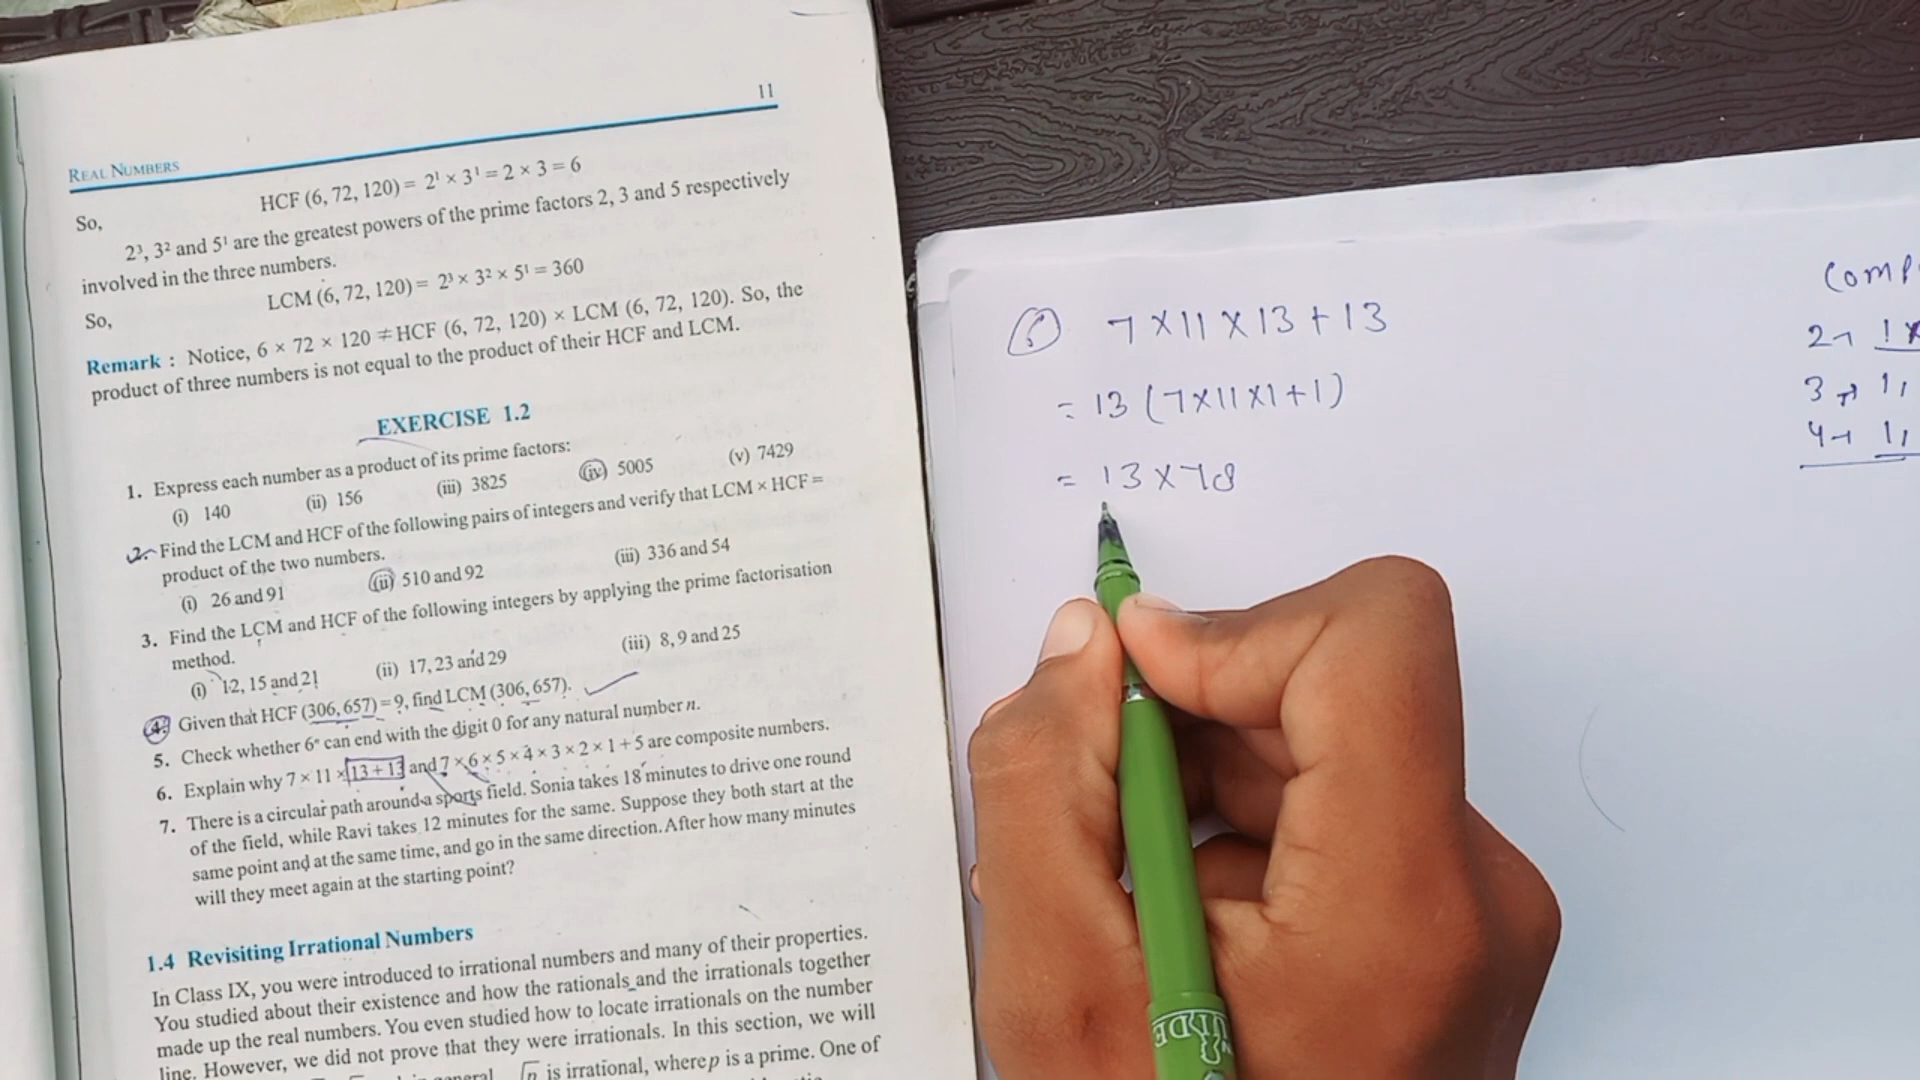 11
REAL NUMBERS
HCF (6, 72, 120) = 2¹ × 3¹ = 2 × 3 = 6
So,
2³, 3² and 5¹ are the greatest powers of the prime factors 2, 3 and 5 respectively
involved in the three numbers.
LCM (6, 72, 120) = 2³ × 3² × 5¹ = 360
So,
Remark : Notice, 6 × 72 × 120 ≠ HCF (6, 72, 120) × LCM (6, 72, 120). So, the
product of three numbers is not equal to the product of their HCF and LCM.
EXERCISE 1.2
1. Express each number as a product of its prime factors:
(i) 140 (ii) 156 (iii) 3825 (iv) 5005 (v) 7429
2. Find the LCM and HCF of the following pairs of integers and verify that LCM × HCF =
product of the two numbers.
(i) 26 and 91 (ii) 510 and 92 (iii) 336 and 54
3. Find the LCM and HCF of the following integers by applying the prime factorisation
method.
(i) 12, 15 and 21 (ii) 17, 23 and 29 (iii) 8, 9 and 25
4. Given that HCF (306, 657) = 9, find LCM (306, 657).
5. Check whether 6ⁿ can end with the digit 0 for any natural number n.
6. Explain why 7 × 11 × 13 + 13 and 7 × 6 × 5 × 4 × 3 × 2 × 1 + 5 are composite numbers.
7. There is a circular path around a sports field. Sonia takes 18 minutes to drive one round
of the field, while Ravi takes 12 minutes for the same. Suppose they both start at the
same point and at the same time, and go in the same direction. After how many minutes
will they meet again at the starting point?
1.4 Revisiting Irrational Numbers
In Class IX, you were introduced to irrational numbers and many of their properties.
You studied about their existence and how the rationals and the irrationals together
made up the real numbers. You even studied how to locate irrationals on the number
line. However, we did not prove that they were irrationals. In this section, we will
is irrational, where p is a prime. One of
6 7 × 11 × 13 + 13
= 13 (7 × 11 × 1 + 1)
= 13 × 78
Comp
2→ 1×
3→ 1,
4→ 1,